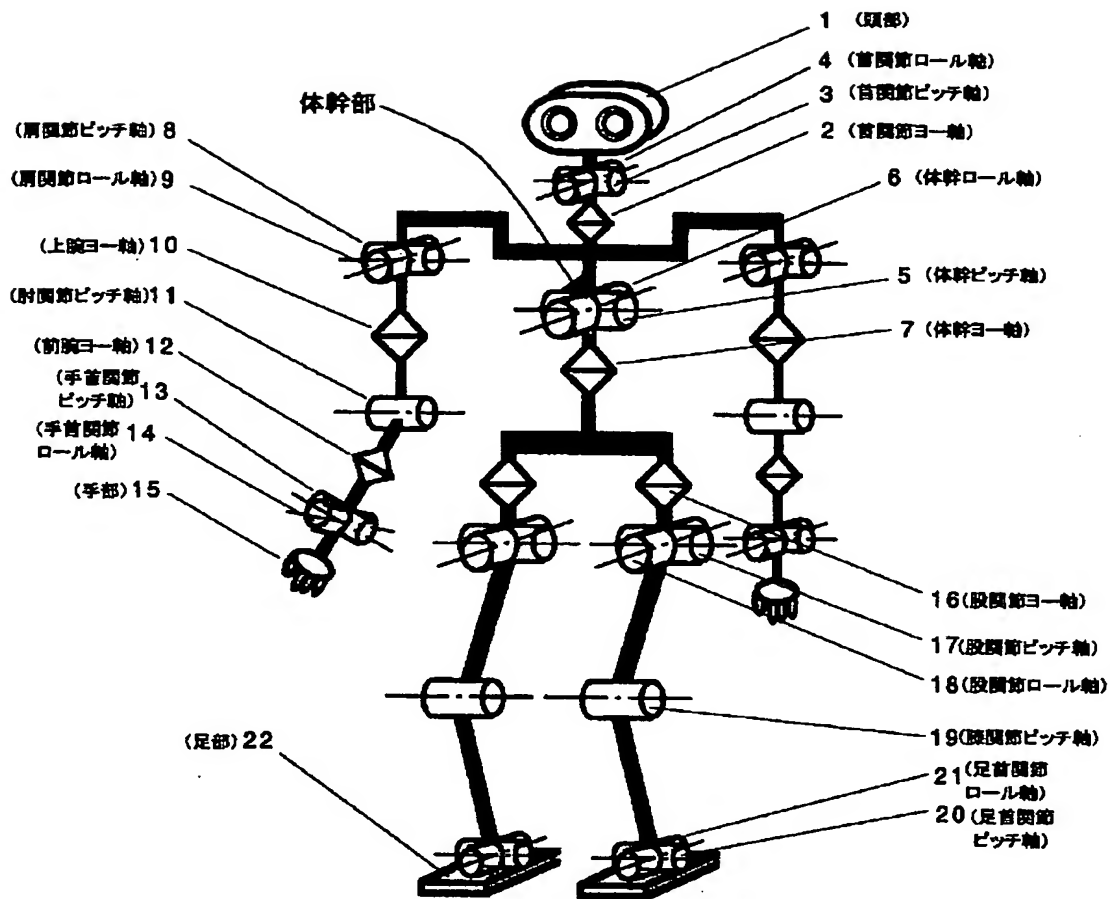 1 (頭部)
4 (首関節ロール軸)
3 (首関節ピッチ軸)
2 (首関節ヨー軸)
体幹部
6 (体幹ロール軸)
5 (体幹ピッチ軸)
7 (体幹ヨー軸)
(肩関節ピッチ軸) 8
(肩関節ロール軸) 9
(上腕ヨー軸) 10
(肘関節ピッチ軸) 11
(前腕ヨー軸) 12
(手首関節
ピッチ軸) 13
(手首関節 14
ロール軸)
(手部) 15
16 (股関節ヨー軸)
17 (股関節ピッチ軸)
18 (股関節ロール軸)
19 (膝関節ピッチ軸)
(足部) 22
21 (足首関節
ロール軸)
20 (足首関節
ピッチ軸)